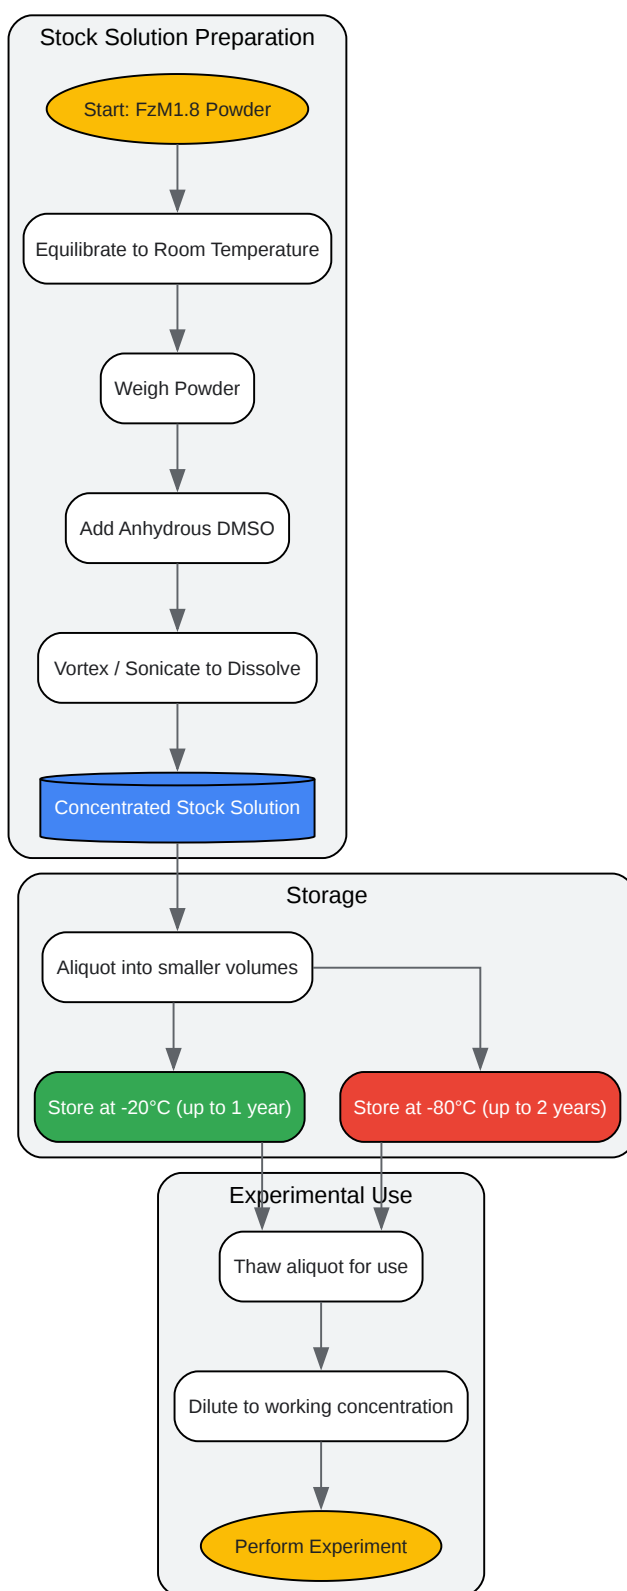 Stock Solution Preparation
Start: FzM1.8 Powder
Equilibrate to Room Temperature
Weigh Powder
Add Anhydrous DMSO
Vortex / Sonicate to Dissolve
Concentrated Stock Solution
Storage
Aliquot into smaller volumes
Store at -20°C (up to 1 year)
Store at -80°C (up to 2 years)
Experimental Use
Thaw aliquot for use
Dilute to working concentration
Perform Experiment